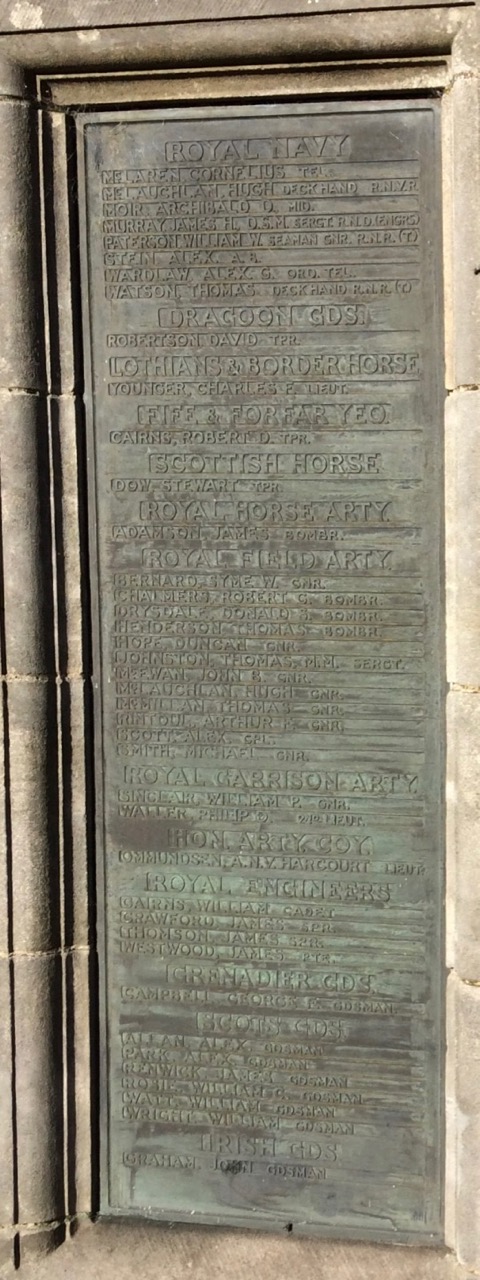 ROYAL NAVY
McLAREN, CORNELIUS TEL.
McLAUCHLAN, HUGH DECK HAND R.N.V.R.
MOIR, ARCHIBALD D. MID.
MURRAY, JAMES H., D.S.M. SERGT. R.N.D. (ENGRS)
PATERSON, WILLIAM W. SEAMAN GNR. R.N.R. (T)
STEIN, ALEX. A.B.
WARDLAW, ALEX. G. ORD. TEL.
WATSON, THOMAS DECK HAND R.N.R. (T)
DRAGOON GDS.
ROBERTSON DAVID TPR.
LOTHIANS & BORDER HORSE
YOUNGER, CHARLES F. LIEUT.
FIFE & FORFAR YEO.
CAIRNS, ROBERT D. TPR.
SCOTTISH HORSE
DOW, STEWART TPR.
ROYAL HORSE ARTY.
ADAMSON, JAMES BOMBR.
ROYAL FIELD ARTY.
BERNARD, SYME W. GNR.
CHALMERS, ROBERT G. BOMBR.
DRYSDALE, DONALD S. BOMBR.
HENDERSON THOMAS BOMBR.
HOPE, DUNCAN GNR.
JOHNSTON, THOMAS, M.M. SERGT.
McEWAN, JOHN B. GNR.
McLAUCHLAN, HUGH GNR.
McMILLAN, THOMAS GNR.
RINTOUL, ARTHUR F. GNR.
SCOTT, ALEX. CPL.
SMITH, MICHAEL GNR.
ROYAL GARRISON ARTY.
SINCLAIR, WILLIAM P. GNR.
WALLER, PHILIP O. 2ND LIEUT.
HON. ARTY. COY.
OMMUNDSEN, A.N.V. HARCOURT LIEUT.
ROYAL ENGINEERS
CAIRNS, WILLIAM CADET
CRAWFORD, JAMES SPR.
THOMSON, JAMES SPR.
WESTWOOD, JAMES PTE.
GRENADIER GDS.
CAMPBELL, GEORGE F. GDSMAN.
SCOTS GDS.
ALLAN, ALEX. GDSMAN
PARK, ALEX. GDSMAN
RENWICK, JAMES GDSMAN
ROSIE, WILLIAM G. GDSMAN
WATT, WILLIAM GDSMAN
WRIGHT, WILLIAM GDSMAN
IRISH GDS.
GRAHAM, JOHN GDSMAN